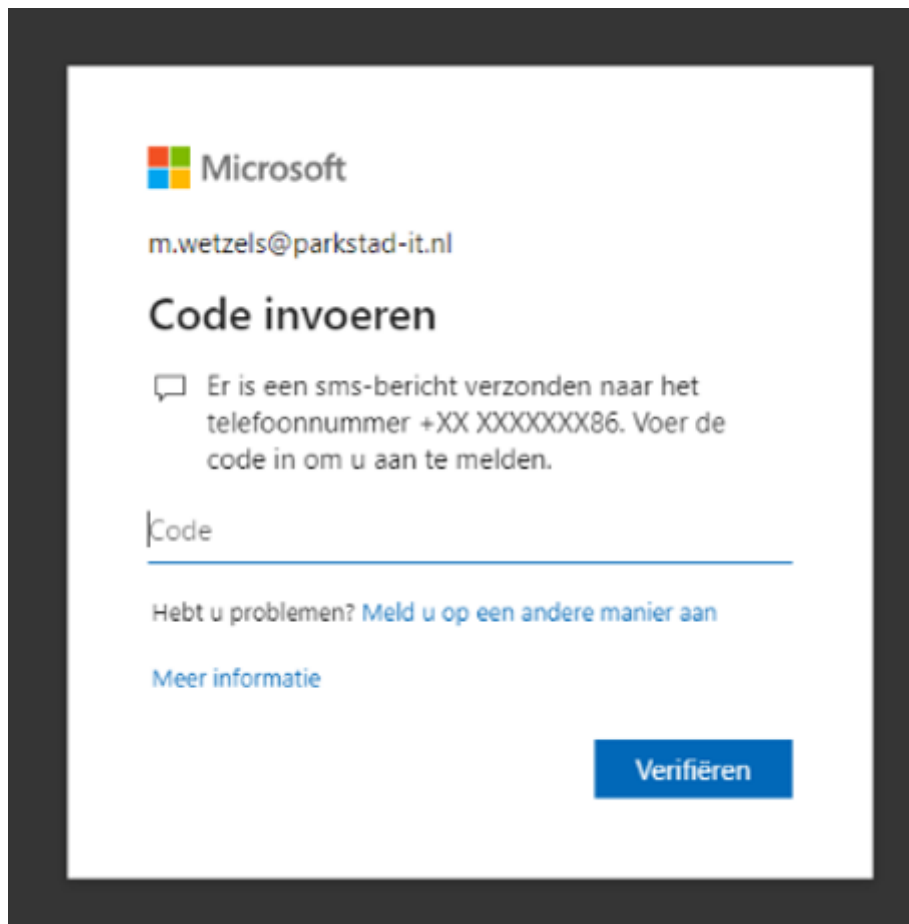 Microsoft
m.wetzels@parkstad-it.nl
Code invoeren
Er is een sms-bericht verzonden naar het
telefoonnummer +XX XXXXXXX86. Voer de
code in om u aan te melden.
Code
Hebt u problemen? Meld u op een andere manier aan
Meer informatie
Verifiëren